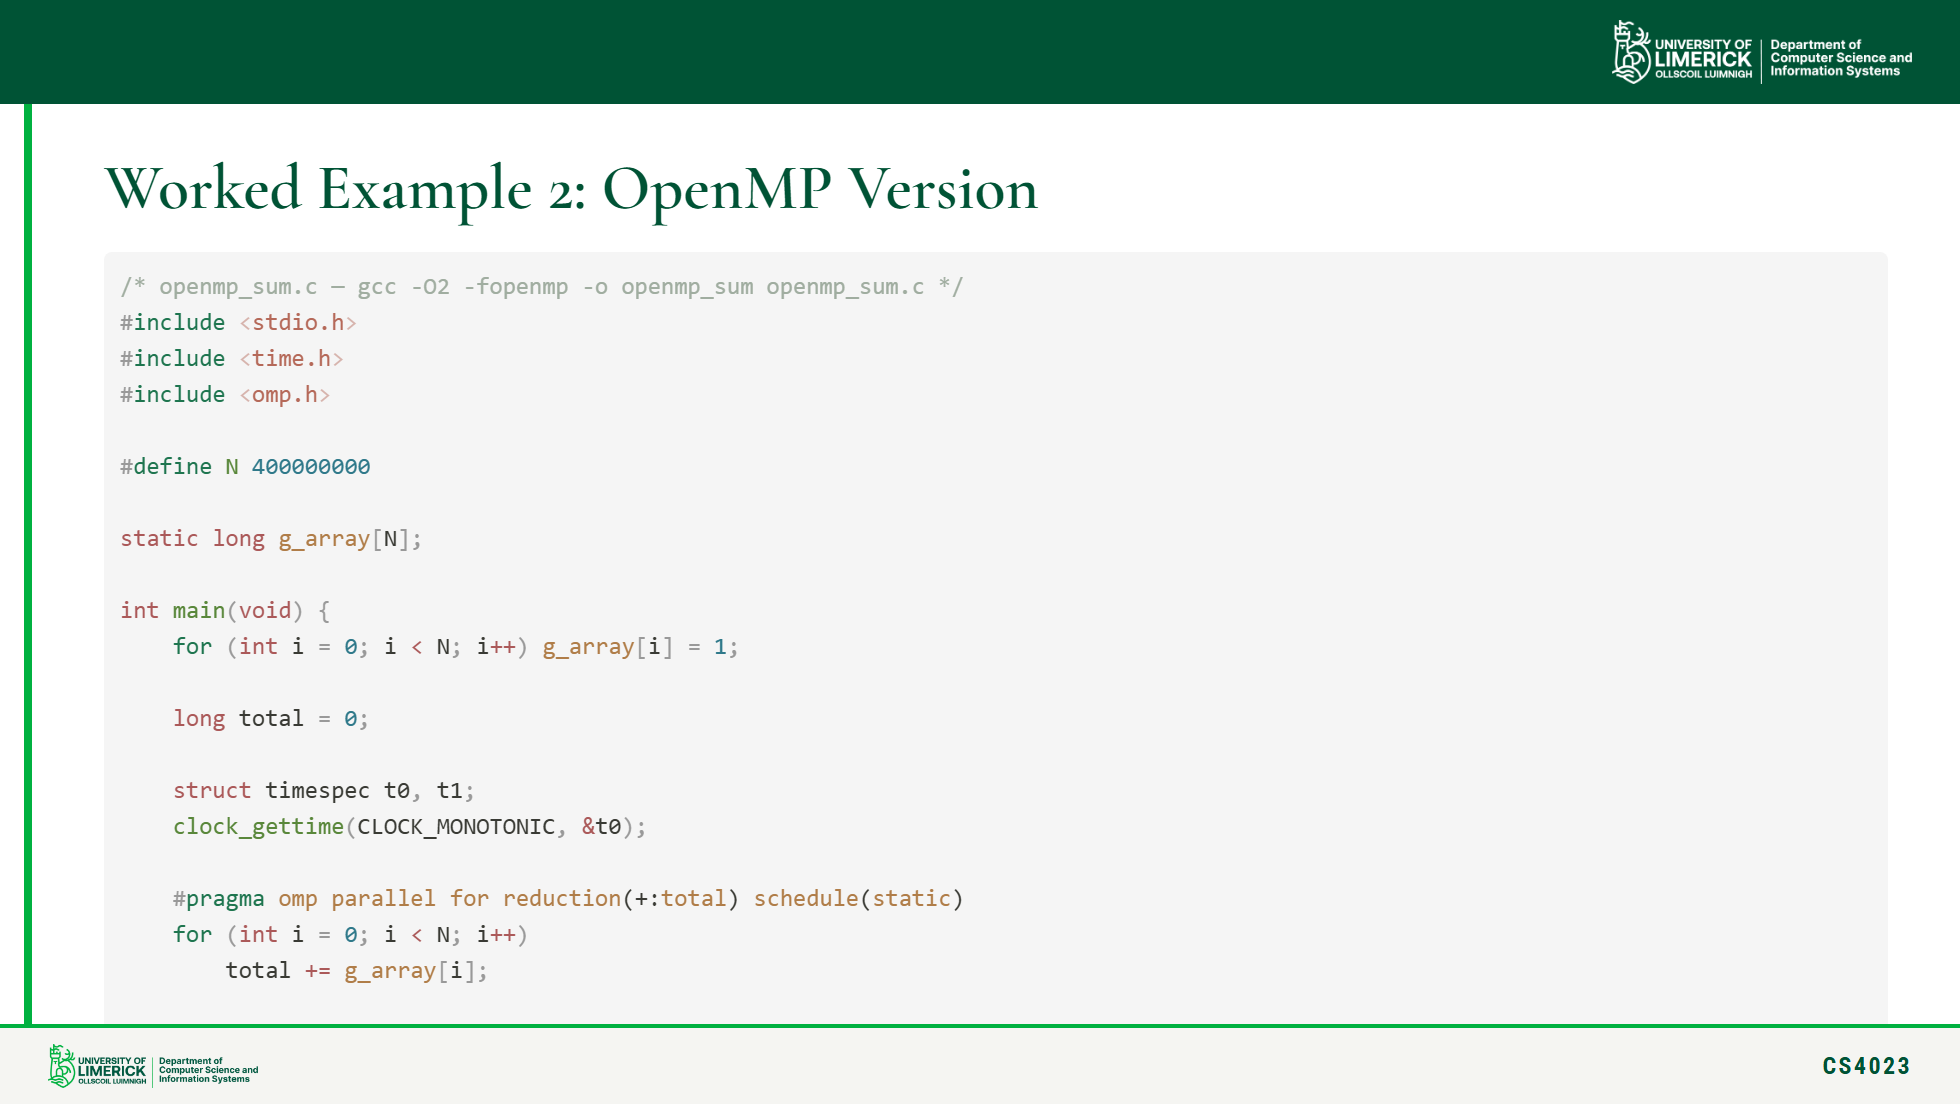 UNIVERSITY OF
LIMERICK
OLLSCOIL LUIMNIGH
Department of
Computer Science and
Information Systems
Worked Example 2: OpenMP Version
/* openmp_sum.c — gcc -O2 -fopenmp -o openmp_sum openmp_sum.c */
#include <stdio.h>
#include <time.h>
#include <omp.h>
#define N 400000000
static long g_array[N];
int main(void) {
    for (int i = 0; i < N; i++) g_array[i] = 1;
    long total = 0;
    struct timespec t0, t1;
    clock_gettime(CLOCK_MONOTONIC, &t0);
    #pragma omp parallel for reduction(+:total) schedule(static)
    for (int i = 0; i < N; i++)
        total += g_array[i];
UNIVERSITY OF
LIMERICK
OLLSCOIL LUIMNIGH
Department of
Computer Science and
Information Systems
CS4023